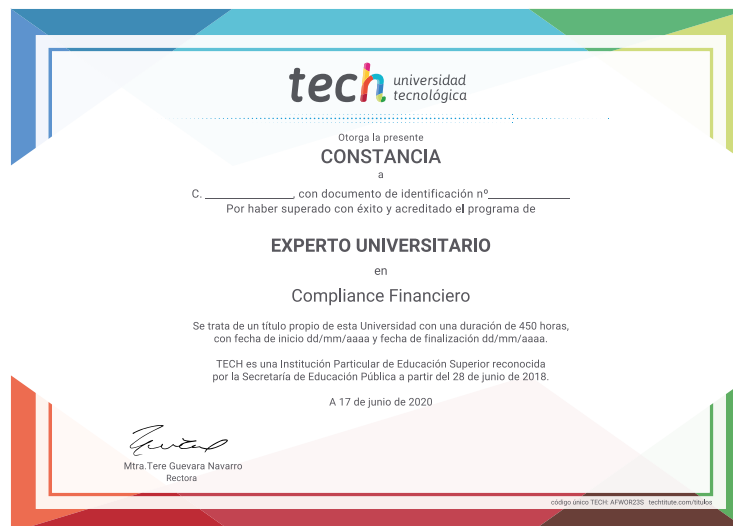 tech universidad
tecnológica
Otorga la presente
CONSTANCIA
a
C. ______________, con documento de identificación nº______________
Por haber superado con éxito y acreditado el programa de
EXPERTO UNIVERSITARIO
en
Compliance Financiero
Se trata de un título propio de esta Universidad con una duración de 450 horas,
con fecha de inicio dd/mm/aaaa y fecha de finalización dd/mm/aaaa.
TECH es una Institución Particular de Educación Superior reconocida
por la Secretaría de Educación Pública a partir del 28 de junio de 2018.
A 17 de junio de 2020
Mtra.Tere Guevara Navarro
Rectora
código único TECH: AFWOR23S techtitute.com/titulos